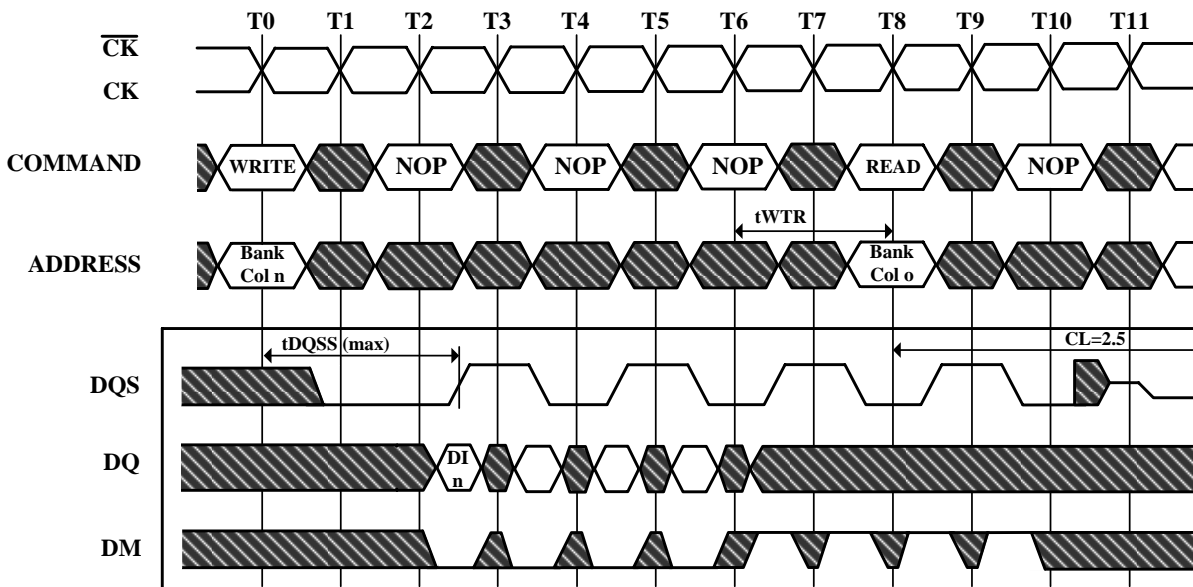 T0 T1 T2 T3 T4 T5 T6 T7 T8 T9 T10 T11
CK
CK
COMMAND WRITE NOP NOP NOP READ NOP
tWTR
ADDRESS Bank Col n Bank Col o
tDQSS (max) CL=2.5
DQS
DQ DI n
DM